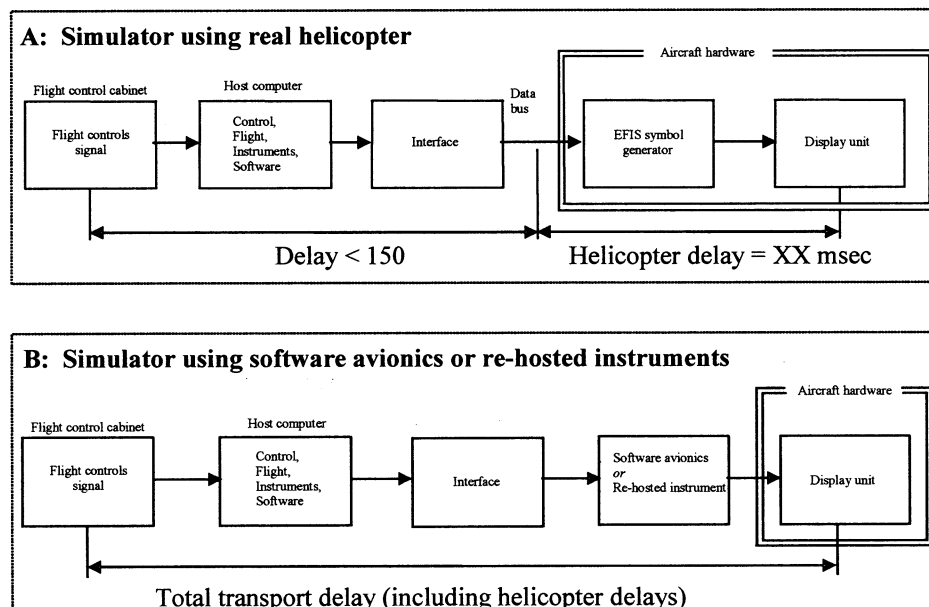 A: Simulator using real helicopter
Aircraft hardware
Flight control cabinet
Host computer
Data
bus
Flight controls
signal
Control,
Flight,
Instruments,
Software
Interface
EFIS symbol
generator
Display unit
Delay < 150
Helicopter delay = XX msec
B: Simulator using software avionics or re-hosted instruments
Aircraft hardware
Flight control cabinet
Host computer
Flight controls
signal
Control,
Flight,
Instruments,
Software
Interface
Software avionics
or
Re-hosted instrument
Display unit
Total transport delay (including helicopter delays)